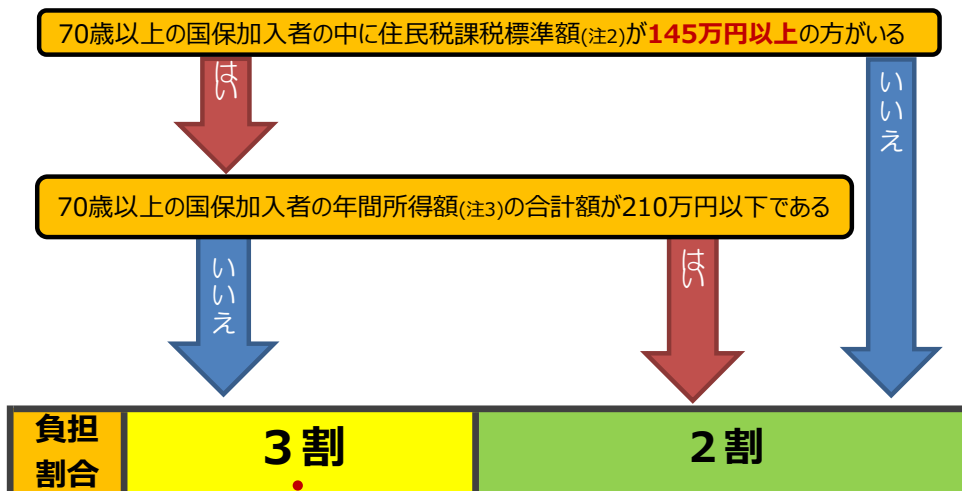 70歳以上の国保加入者の中に住民税課税標準額(注2)が145万円以上の方がいる
はい
いいえ
70歳以上の国保加入者の年間所得額(注3)の合計額が210万円以下である
いいえ
はい
負担
割合
３割
２割